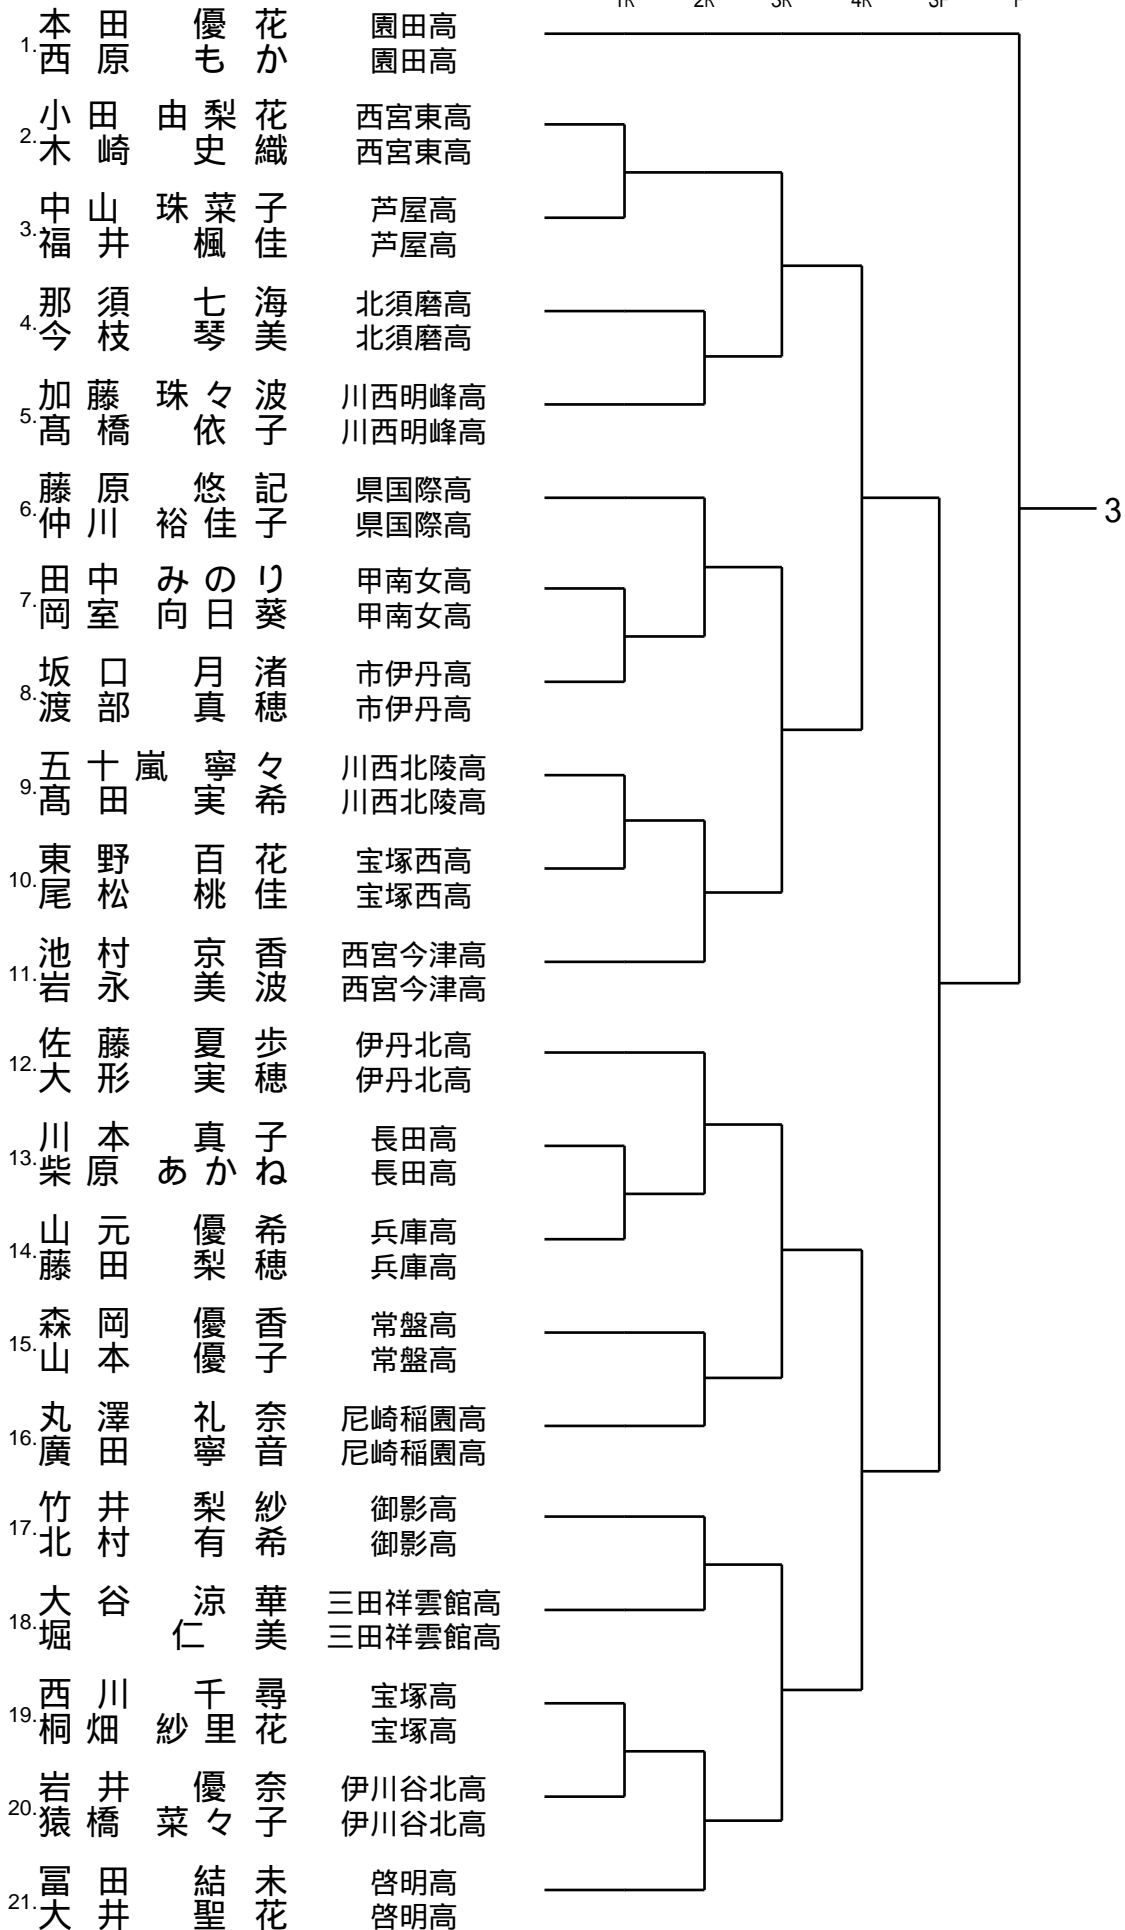 1R 2R 3R 4R SF F
1. 本田 優花 園田高
西原 もか 園田高
2. 小田 由梨花 西宮東高
木崎 史織 西宮東高
3. 中山 珠菜子 芦屋高
福井 楓佳 芦屋高
4. 那須 七海 北須磨高
今枝 琴美 北須磨高
5. 加藤 珠々波 川西明峰高
髙橋 依子 川西明峰高
6. 藤原 悠記 県国際高
仲川 裕佳子 県国際高
3
7. 田中 みのり 甲南女高
岡室 向日葵 甲南女高
8. 坂口 月渚 市伊丹高
渡部 真穂 市伊丹高
9. 五十嵐 寧々 川西北陵高
髙田 実希 川西北陵高
10. 東野 百花 宝塚西高
尾松 桃佳 宝塚西高
11. 池村 京香 西宮今津高
岩永 美波 西宮今津高
12. 佐藤 夏歩 伊丹北高
大形 実穂 伊丹北高
13. 川本 真子 長田高
柴原 あかね 長田高
14. 山元 優希 兵庫高
藤田 梨穂 兵庫高
15. 森岡 優香 常盤高
山本 優子 常盤高
16. 丸澤 礼奈 尼崎稲園高
廣田 寧音 尼崎稲園高
17. 竹井 梨紗 御影高
北村 有希 御影高
18. 大谷 涼華 三田祥雲館高
堀 仁美 三田祥雲館高
19. 西川 千尋 宝塚高
桐畑 紗里花 宝塚高
20. 岩井 優奈 伊川谷北高
猿橋 菜々子 伊川谷北高
21. 冨田 結未 啓明高
大井 聖花 啓明高